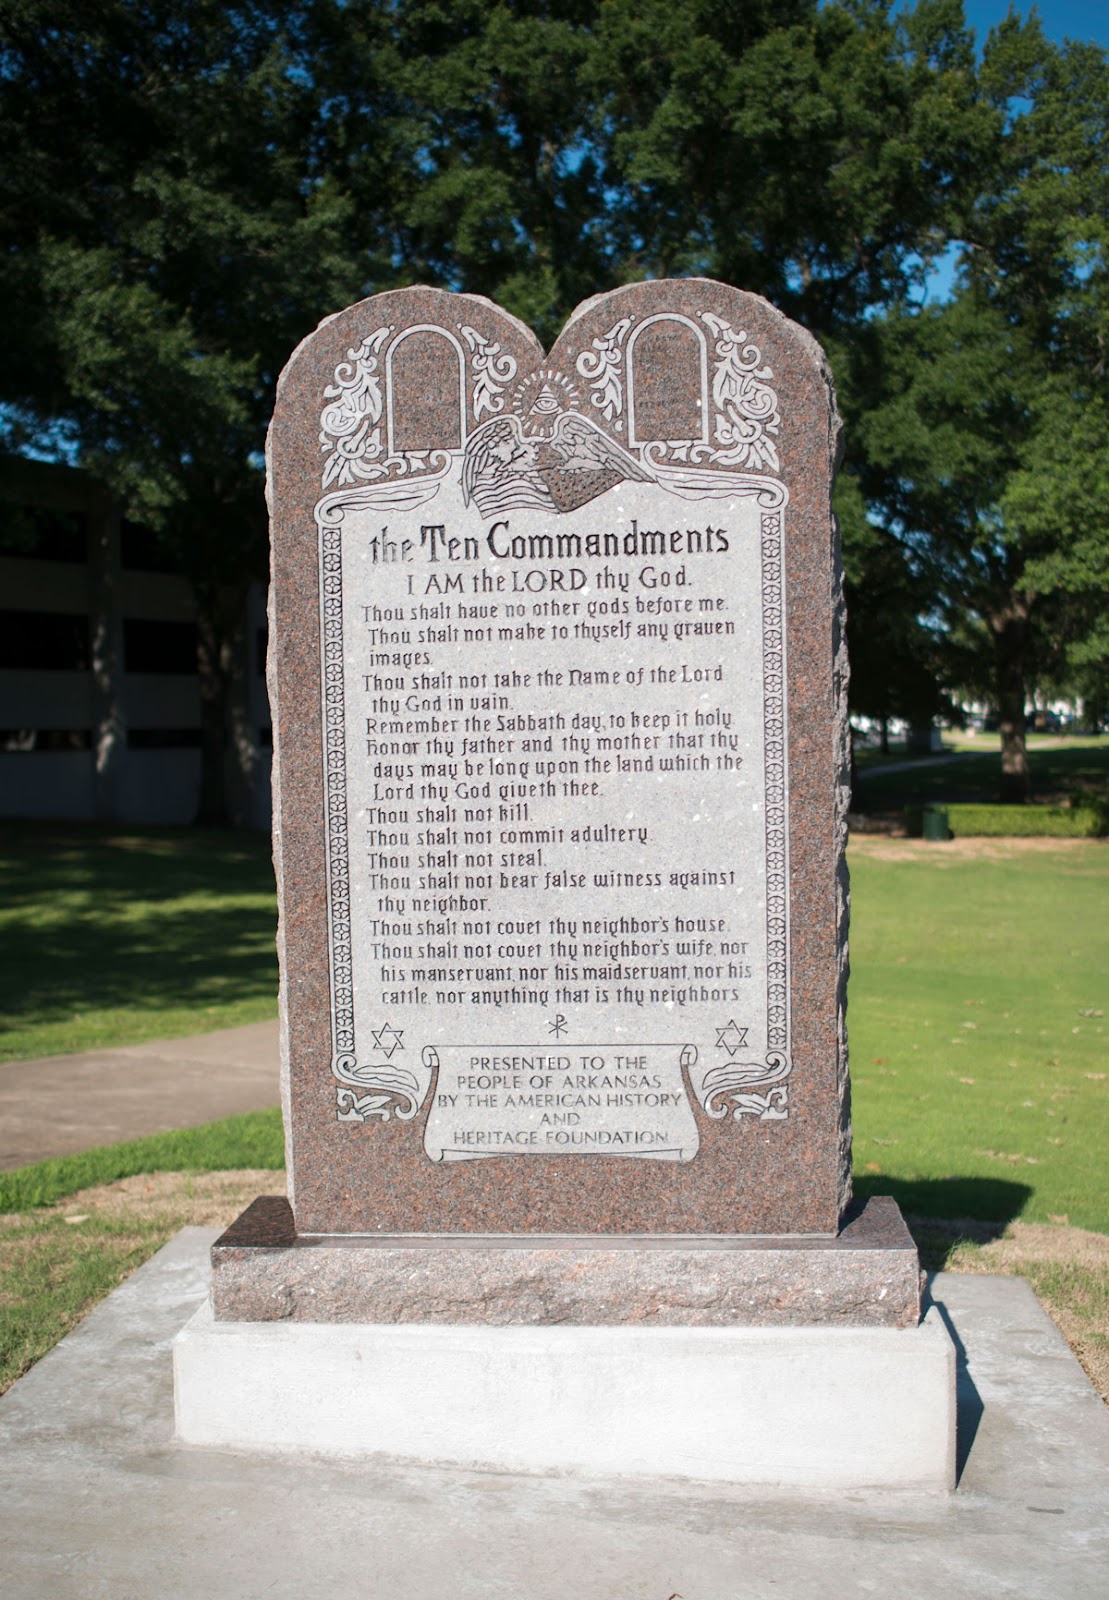 the Ten Commandments
I AM the LORD thy God.
Thou shalt have no other gods before me.
Thou shalt not make to thyself any graven
images.
Thou shalt not take the Name of the Lord
thy God in vain.
Remember the Sabbath day, to keep it holy.
Honor thy father and thy mother that thy
days may be long upon the land which the
Lord thy God giveth thee.
Thou shalt not kill.
Thou shalt not commit adultery.
Thou shalt not steal.
Thou shalt not bear false witness against
thy neighbor.
Thou shalt not covet thy neighbor's house.
Thou shalt not covet thy neighbor's wife, nor
his manservant, nor his maidservant, nor his
cattle, nor anything that is thy neighbors
PRESENTED TO THE
PEOPLE OF ARKANSAS
BY THE AMERICAN HISTORY
AND
HERITAGE FOUNDATION